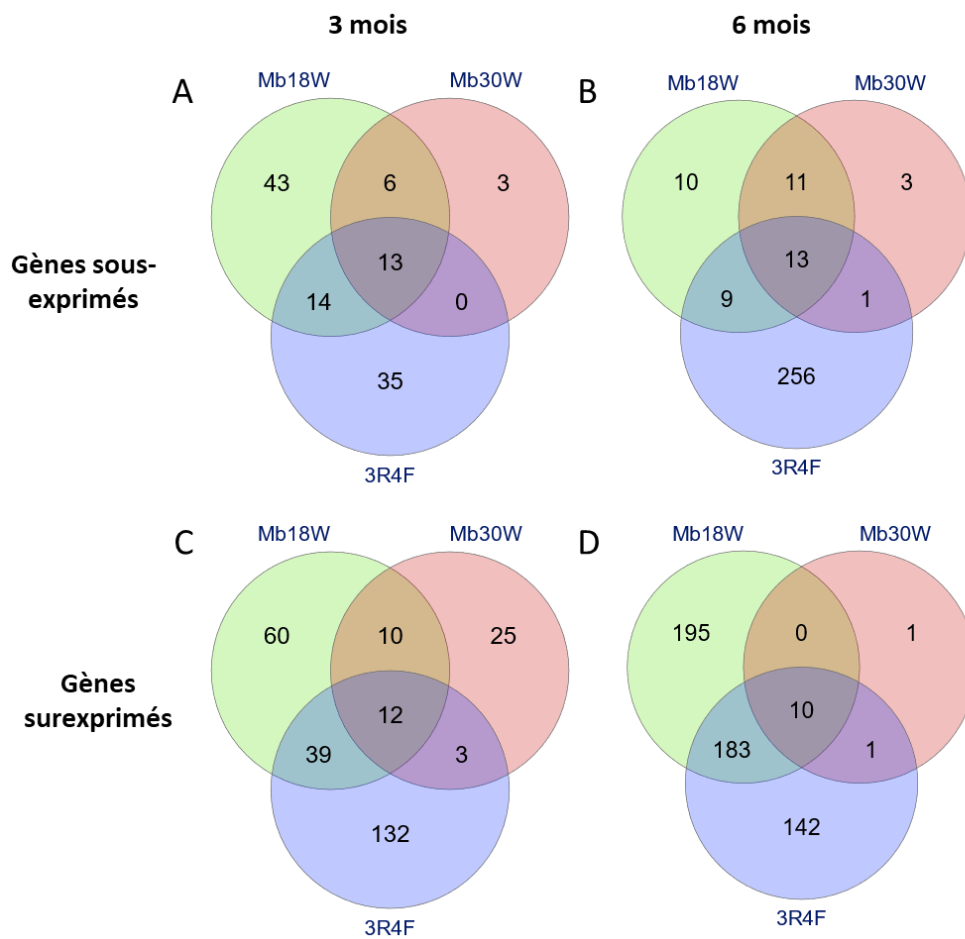 3 mois
6 mois
A
Mb18W
Mb30W
B
Mb18W
Mb30W
43
6
3
10
11
3
Gènes sous-
exprimés
13
14
0
13
9
1
35
256
3R4F
3R4F
C
Mb18W
Mb30W
D
Mb18W
Mb30W
60
10
25
195
0
1
Gènes
surexprimés
12
39
3
10
183
1
132
142
3R4F
3R4F